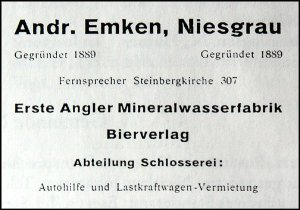 Andr. Emken, Niesgrau
Gegründet 1889 Gegründet 1889
Fernsprecher Steinbergkirche 307
Erste Angler Mineralwasserfabrik
Bierverlag
Abteilung Schlosserei:
Autohilfe und Lastkraftwagen-Vermietung